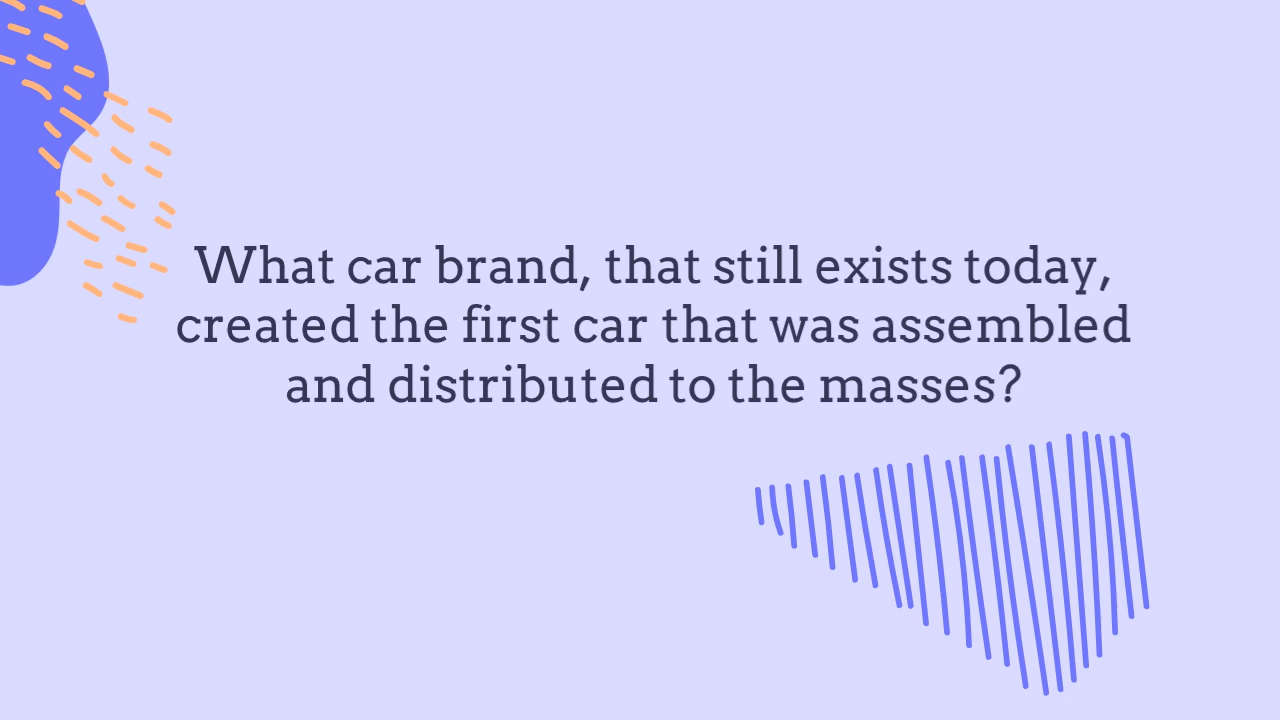 What car brand, that still exists today,
created the first car that was assembled
and distributed to the masses?